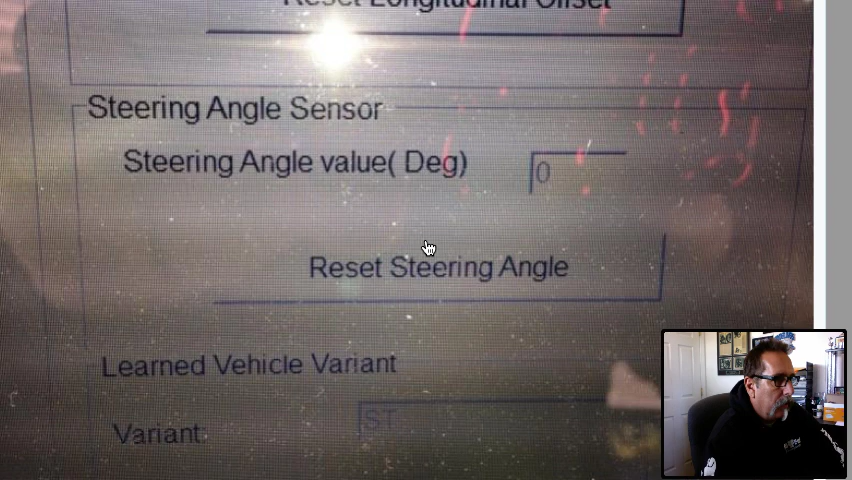 Reset Longitudinal Offset
Steering Angle Sensor
Steering Angle value( Deg)
0
Reset Steering Angle
Learned Vehicle Variant
Variant:
ST